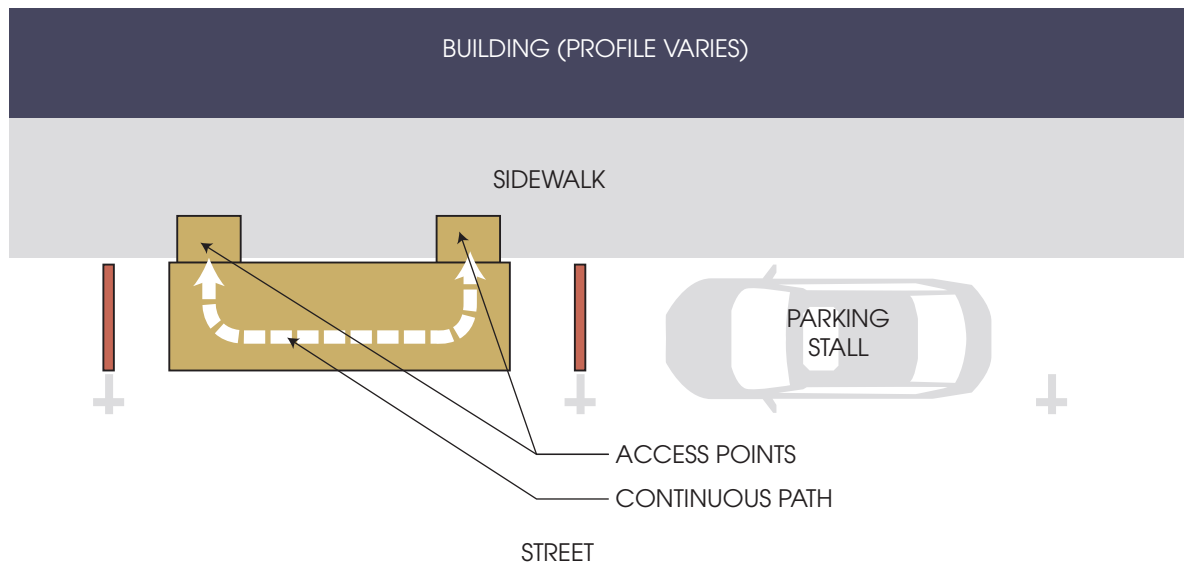 BUILDING (PROFILE VARIES)
SIDEWALK
PARKING
STALL
ACCESS POINTS
CONTINUOUS PATH
STREET